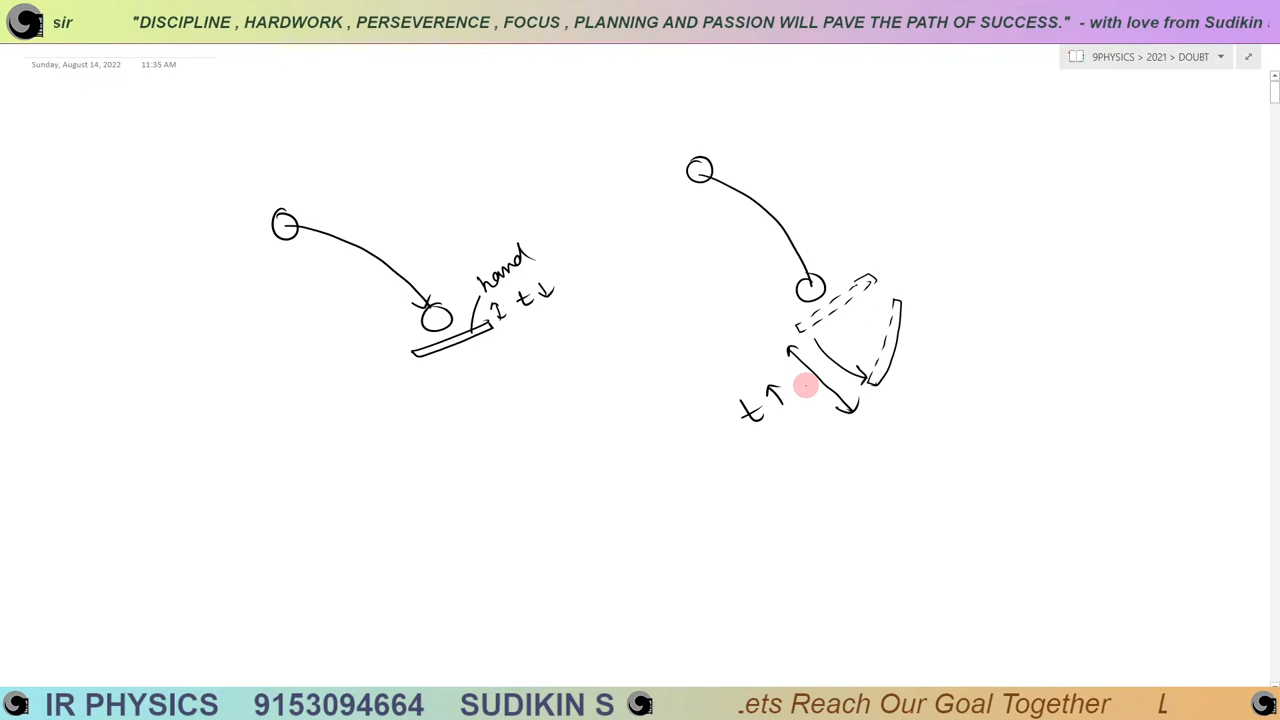 sir "DISCIPLINE , HARDWORK , PERSEVERENCE , FOCUS , PLANNING AND PASSION WILL PAVE THE PATH OF SUCCESS." - with love from Sudikin
Sunday, August 14, 2022 11:35 AM
9PHYSICS > 2021 > DOUBT
hand
t ↓
t ↑
IR PHYSICS 9153094664 SUDIKIN S ..ets Reach Our Goal Together L